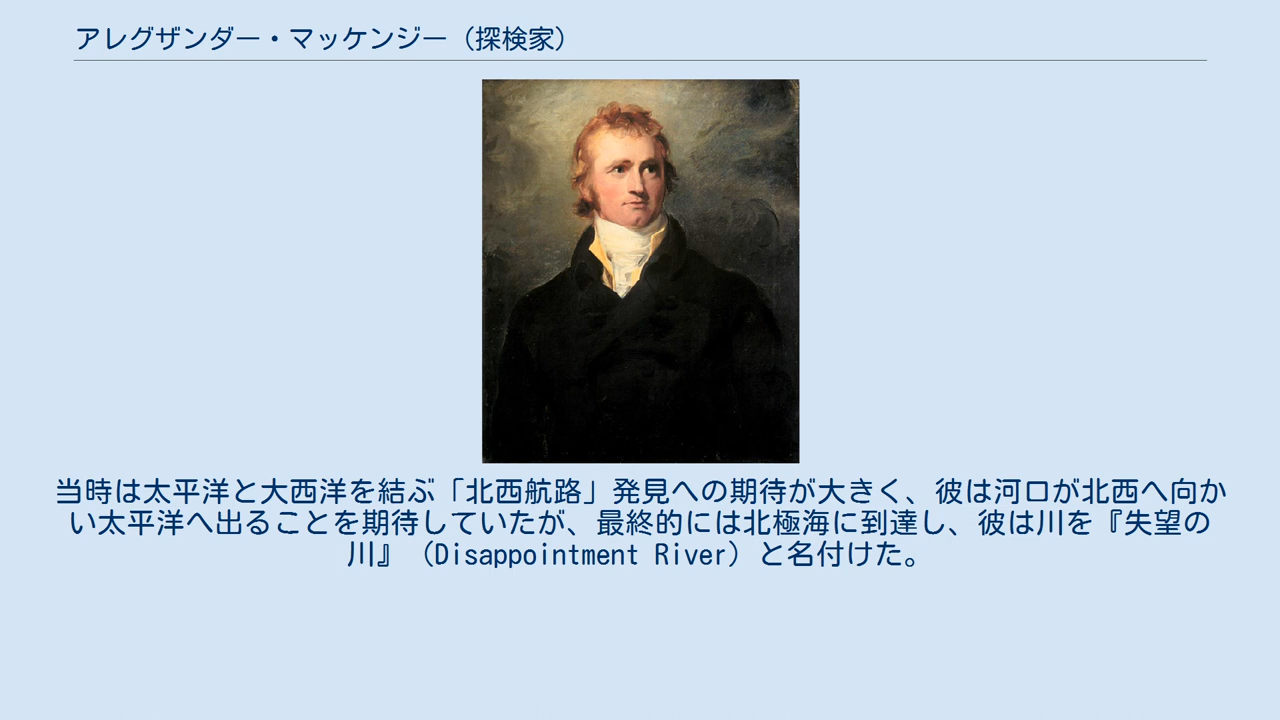 アレグザンダー・マッケンジー（探検家）
当時は太平洋と大西洋を結ぶ「北西航路」発見への期待が大きく、彼は河口が北西へ向か
い太平洋へ出ることを期待していたが、最終的には北極海に到達し、彼は川を『失望の
川』（Disappointment River）と名付けた。